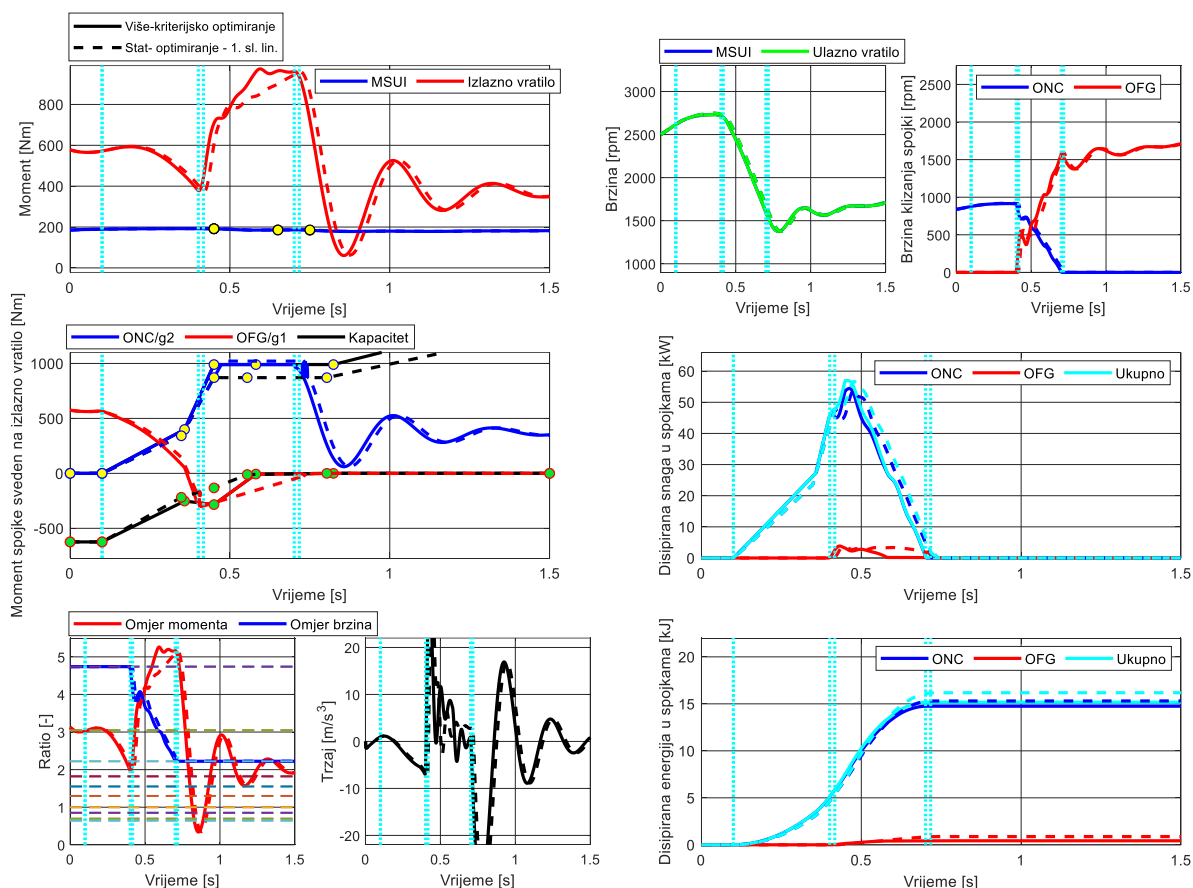 Više-kriterijsko optimiranje
Stat- optimiranje - 1. sl. lin.
MSUI Izlazno vratilo
Moment [Nm]
800
600
400
200
0
0 0.5 1 1.5
Vrijeme [s]
MSUI Ulazno vratilo
Brzina [rpm]
3000
2500
2000
1500
1000
0 0.5 1 1.5
Vrijeme [s]
ONC OFG
Brzina klizanja spojki [rpm]
2500
2000
1500
1000
500
0
0 0.5 1 1.5
Vrijeme [s]
ONC/g2 OFG/g1 Kapacitet
Moment spojke sveden na izlazno vratilo [Nm]
1000
500
0
-500
0 0.5 1 1.5
Vrijeme [s]
ONC OFG Ukupno
Disipirana snaga u spojkama [kW]
60
50
40
30
20
10
0
0 0.5 1 1.5
Vrijeme [s]
Omjer momenta Omjer brzina
Ratio [-]
5
4
3
2
1
0
0 0.5 1 1.5
Vrijeme [s]
Trzaj [m/s³]
20
10
0
-10
-20
0 0.5 1 1.5
Vrijeme [s]
ONC OFG Ukupno
Disipirana energija u spojkama [kJ]
20
15
10
5
0
0 0.5 1 1.5
Vrijeme [s]